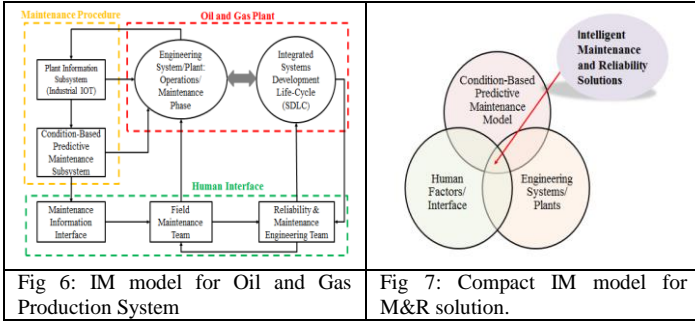 Maintenance Procedure
Oil and Gas Plant
Plant Information
Subsystem
(Industrial IOT)
Condition-Based
Predictive
Maintenance
Subsystem
Engineering
System/Plant:
Operations/
Maintenance
Phase
Integrated
Systems
Development
Life-Cycle
(SDLC)
Human Interface
Maintenance
Information
Interface
Field
Maintenance
Team
Reliability &
Maintenance
Engineering Team
Fig 6: IM model for Oil and Gas
Production System
Intelligent
Maintenance
and Reliability
Solutions
Condition-Based
Predictive
Maintenance
Model
Human
Factors/
Interface
Engineering
Systems/
Plants
Fig 7: Compact IM model for
M&R solution.